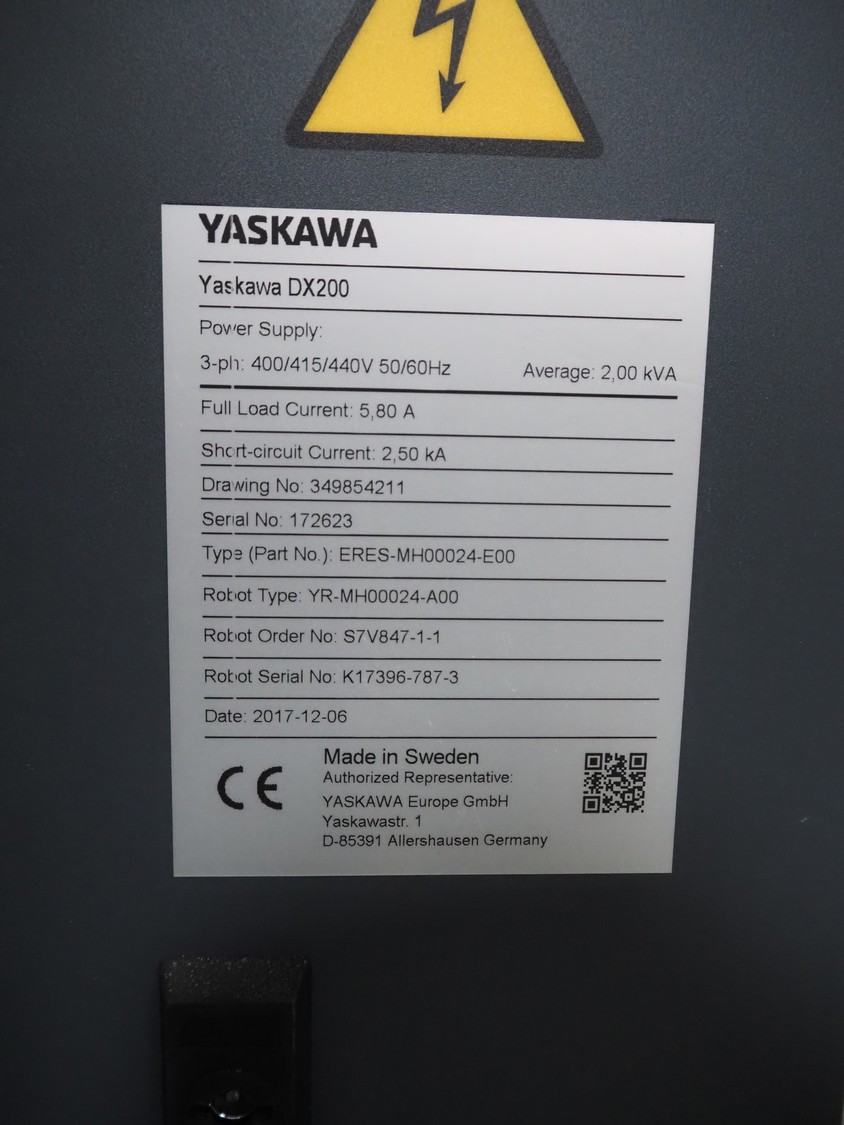 YASKAWA
Yaskawa DX200
Power Supply:
3-ph: 400/415/440V 50/60Hz Average: 2,00 kVA
Full Load Current: 5,80 A
Short-circuit Current: 2,50 kA
Drawing No: 349854211
Serial No: 172623
Type (Part No.): ERES-MH00024-E00
Robot Type: YR-MH00024-A00
Robot Order No: S7V847-1-1
Robot Serial No: K17396-787-3
Date: 2017-12-06
CE
Made in Sweden
Authorized Representative:
YASKAWA Europe GmbH
Yaskawastr. 1
D-85391 Allershausen Germany